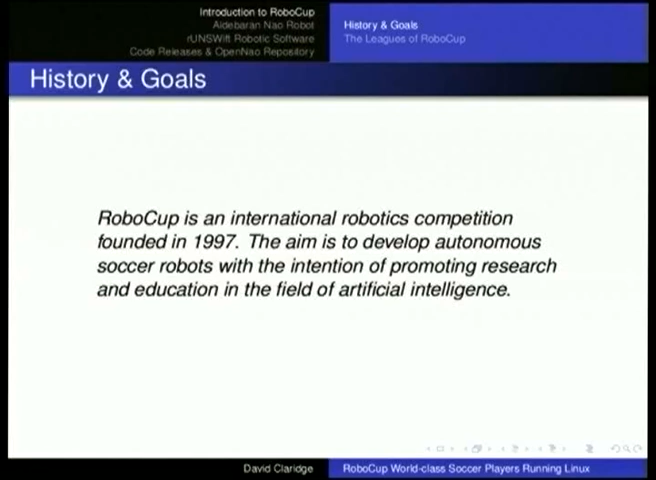 Introduction to RoboCup
Aldebaran Nao Robot
rUNSWift Robotic Software
Code Releases & OpenNao Repository
History & Goals
The Leagues of RoboCup
History & Goals
RoboCup is an international robotics competition
founded in 1997. The aim is to develop autonomous
soccer robots with the intention of promoting research
and education in the field of artificial intelligence.
David Claridge
RoboCup World-class Soccer Players Running Linux